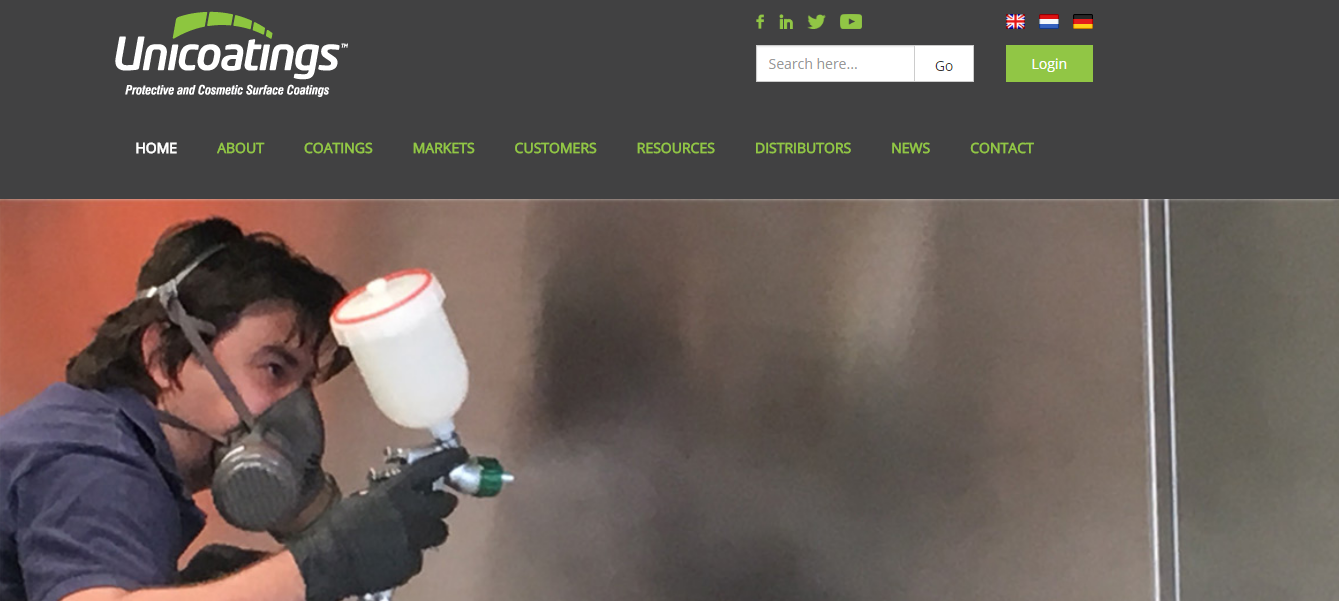 Unicoatings™
Protective and Cosmetic Surface Coatings
Search here...
Go
Login
HOME
ABOUT
COATINGS
MARKETS
CUSTOMERS
RESOURCES
DISTRIBUTORS
NEWS
CONTACT